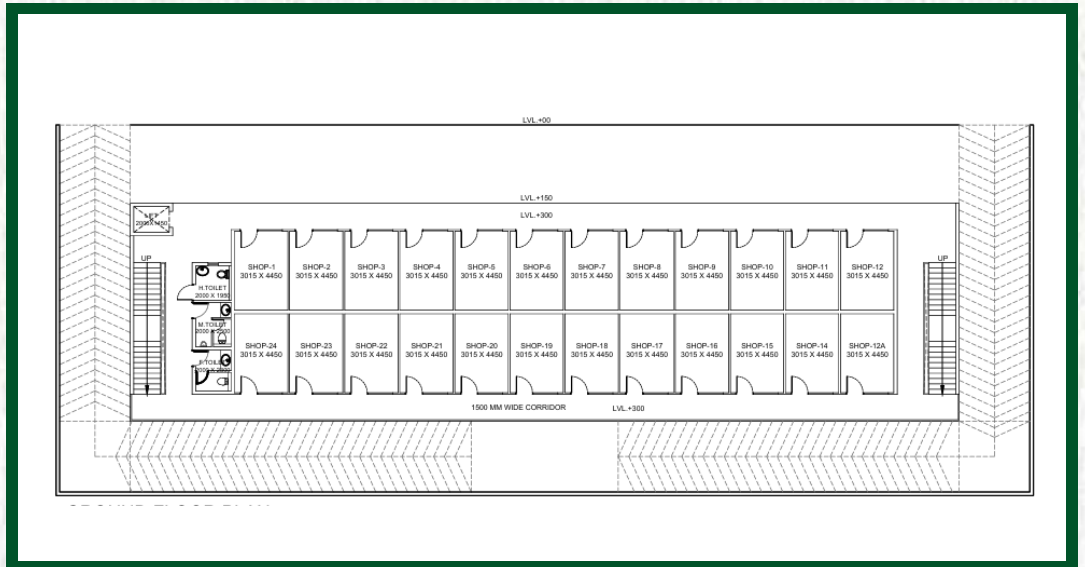 LVL.+00
LVL.+150
LVL.+300
LIFT
2000X1450
UP
UP
SHOP-1
3015 X 4450
SHOP-2
3015 X 4450
SHOP-3
3015 X 4450
SHOP-4
3015 X 4450
SHOP-5
3015 X 4450
SHOP-6
3015 X 4450
SHOP-7
3015 X 4450
SHOP-8
3015 X 4450
SHOP-9
3015 X 4450
SHOP-10
3015 X 4450
SHOP-11
3015 X 4450
SHOP-12
3015 X 4450
H.TOILET
2000 X 1950
M.TOILET
F.TOILET
SHOP-24
3015 X 4450
SHOP-23
3015 X 4450
SHOP-22
3015 X 4450
SHOP-21
3015 X 4450
SHOP-20
3015 X 4450
SHOP-19
3015 X 4450
SHOP-18
3015 X 4450
SHOP-17
3015 X 4450
SHOP-16
3015 X 4450
SHOP-15
3015 X 4450
SHOP-14
3015 X 4450
SHOP-12A
3015 X 4450
1500 MM WIDE CORRIDOR
LVL.+300
GROUND FLOOR PLAN